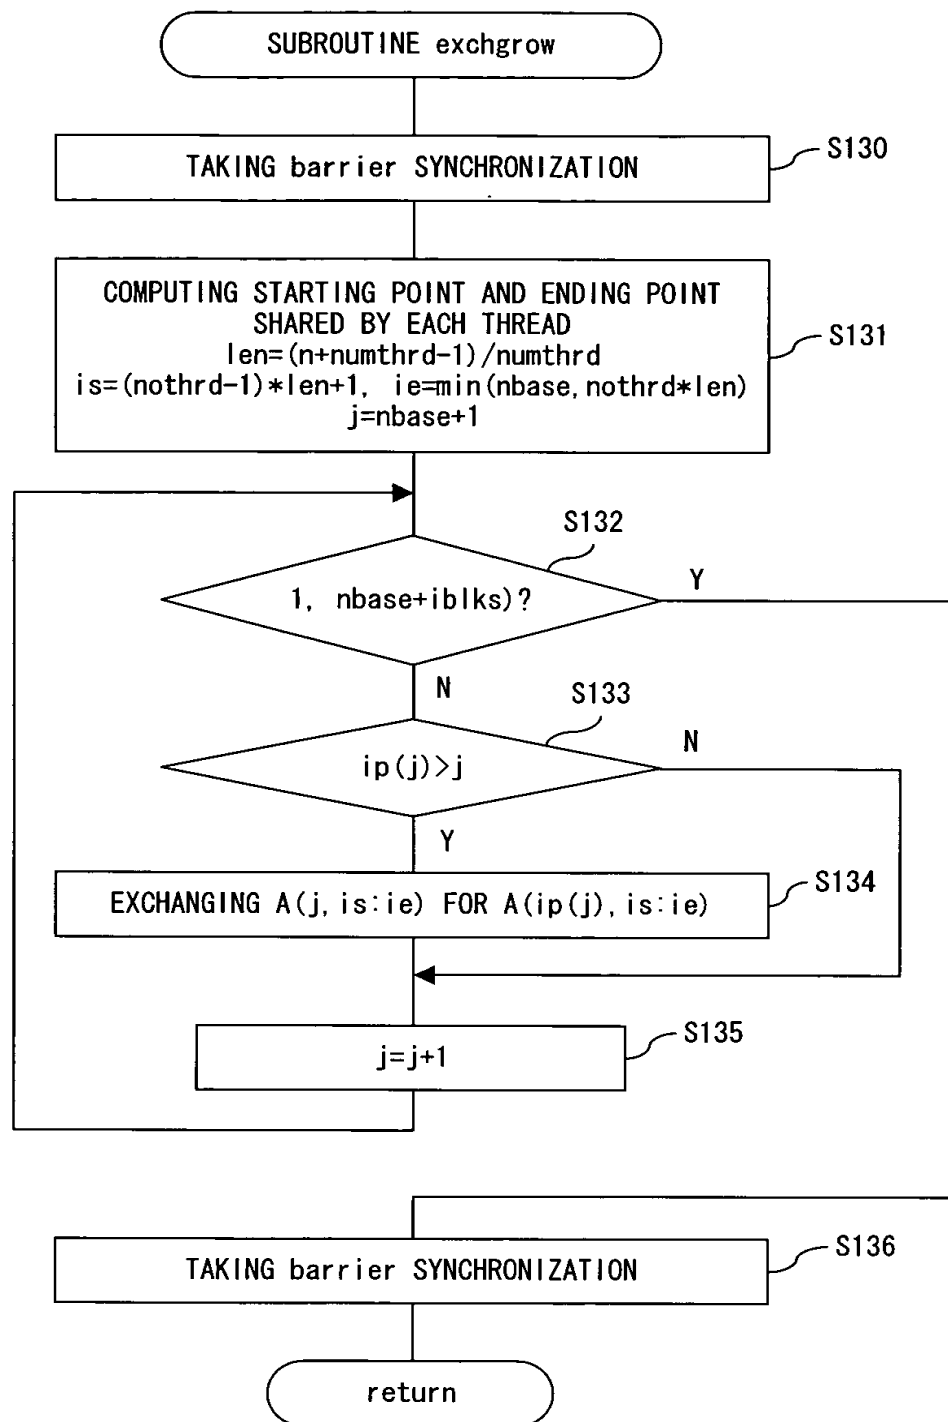 SUBROUTINE exchgrow
S130
TAKING barrier SYNCHRONIZATION
COMPUTING STARTING POINT AND ENDING POINT
SHARED BY EACH THREAD
len=(n+numthrd-1)/numthrd
is=(nothrd-1)*len+1, ie=min(nbase,nothrd*len)
j=nbase+1
S131
S132
1, nbase+iblks)?
Y
N
S133
ip(j)>j
N
Y
EXCHANGING A(j,is:ie) FOR A(ip(j),is:ie)
S134
j=j+1
S135
TAKING barrier SYNCHRONIZATION
S136
return